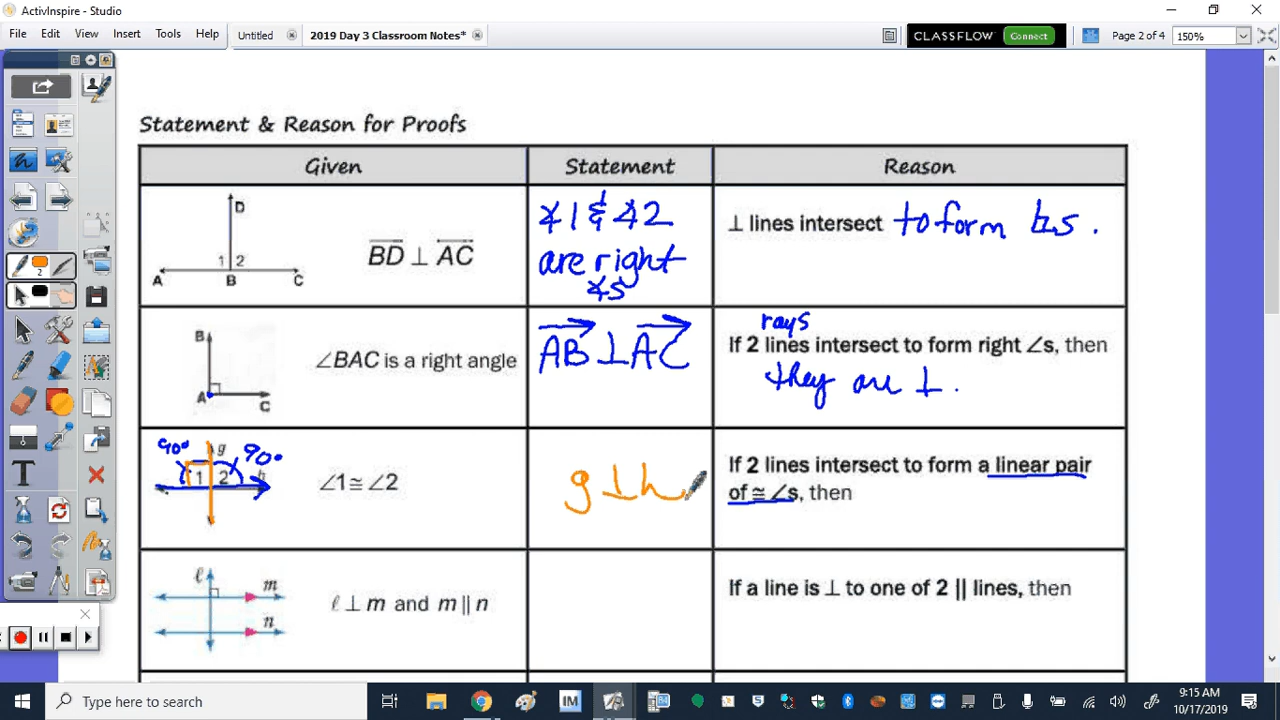 ActivInspire - Studio
File Edit View Insert Tools Help Untitled 2019 Day 3 Classroom Notes* CLASSFLOW Connect Page 2 of 4 150%
Statement & Reason for Proofs
Given Statement Reason
D
1 2
A B C
BD ⊥ AC
∡1 & ∡2
are right
∡s
⊥ lines intersect to form ⊾s.
B
A C
∠BAC is a right angle
AB ⊥ AC
rays
If 2 lines intersect to form right ∠s, then
they are ⊥.
90° g 90°
1 2 h
∠1 ≅ ∠2
g ⊥ h
If 2 lines intersect to form a linear pair
of ≅ ∠s, then
ℓ m
n
ℓ ⊥ m and m || n
If a line is ⊥ to one of 2 || lines, then
Type here to search
IM
9:15 AM
10/17/2019